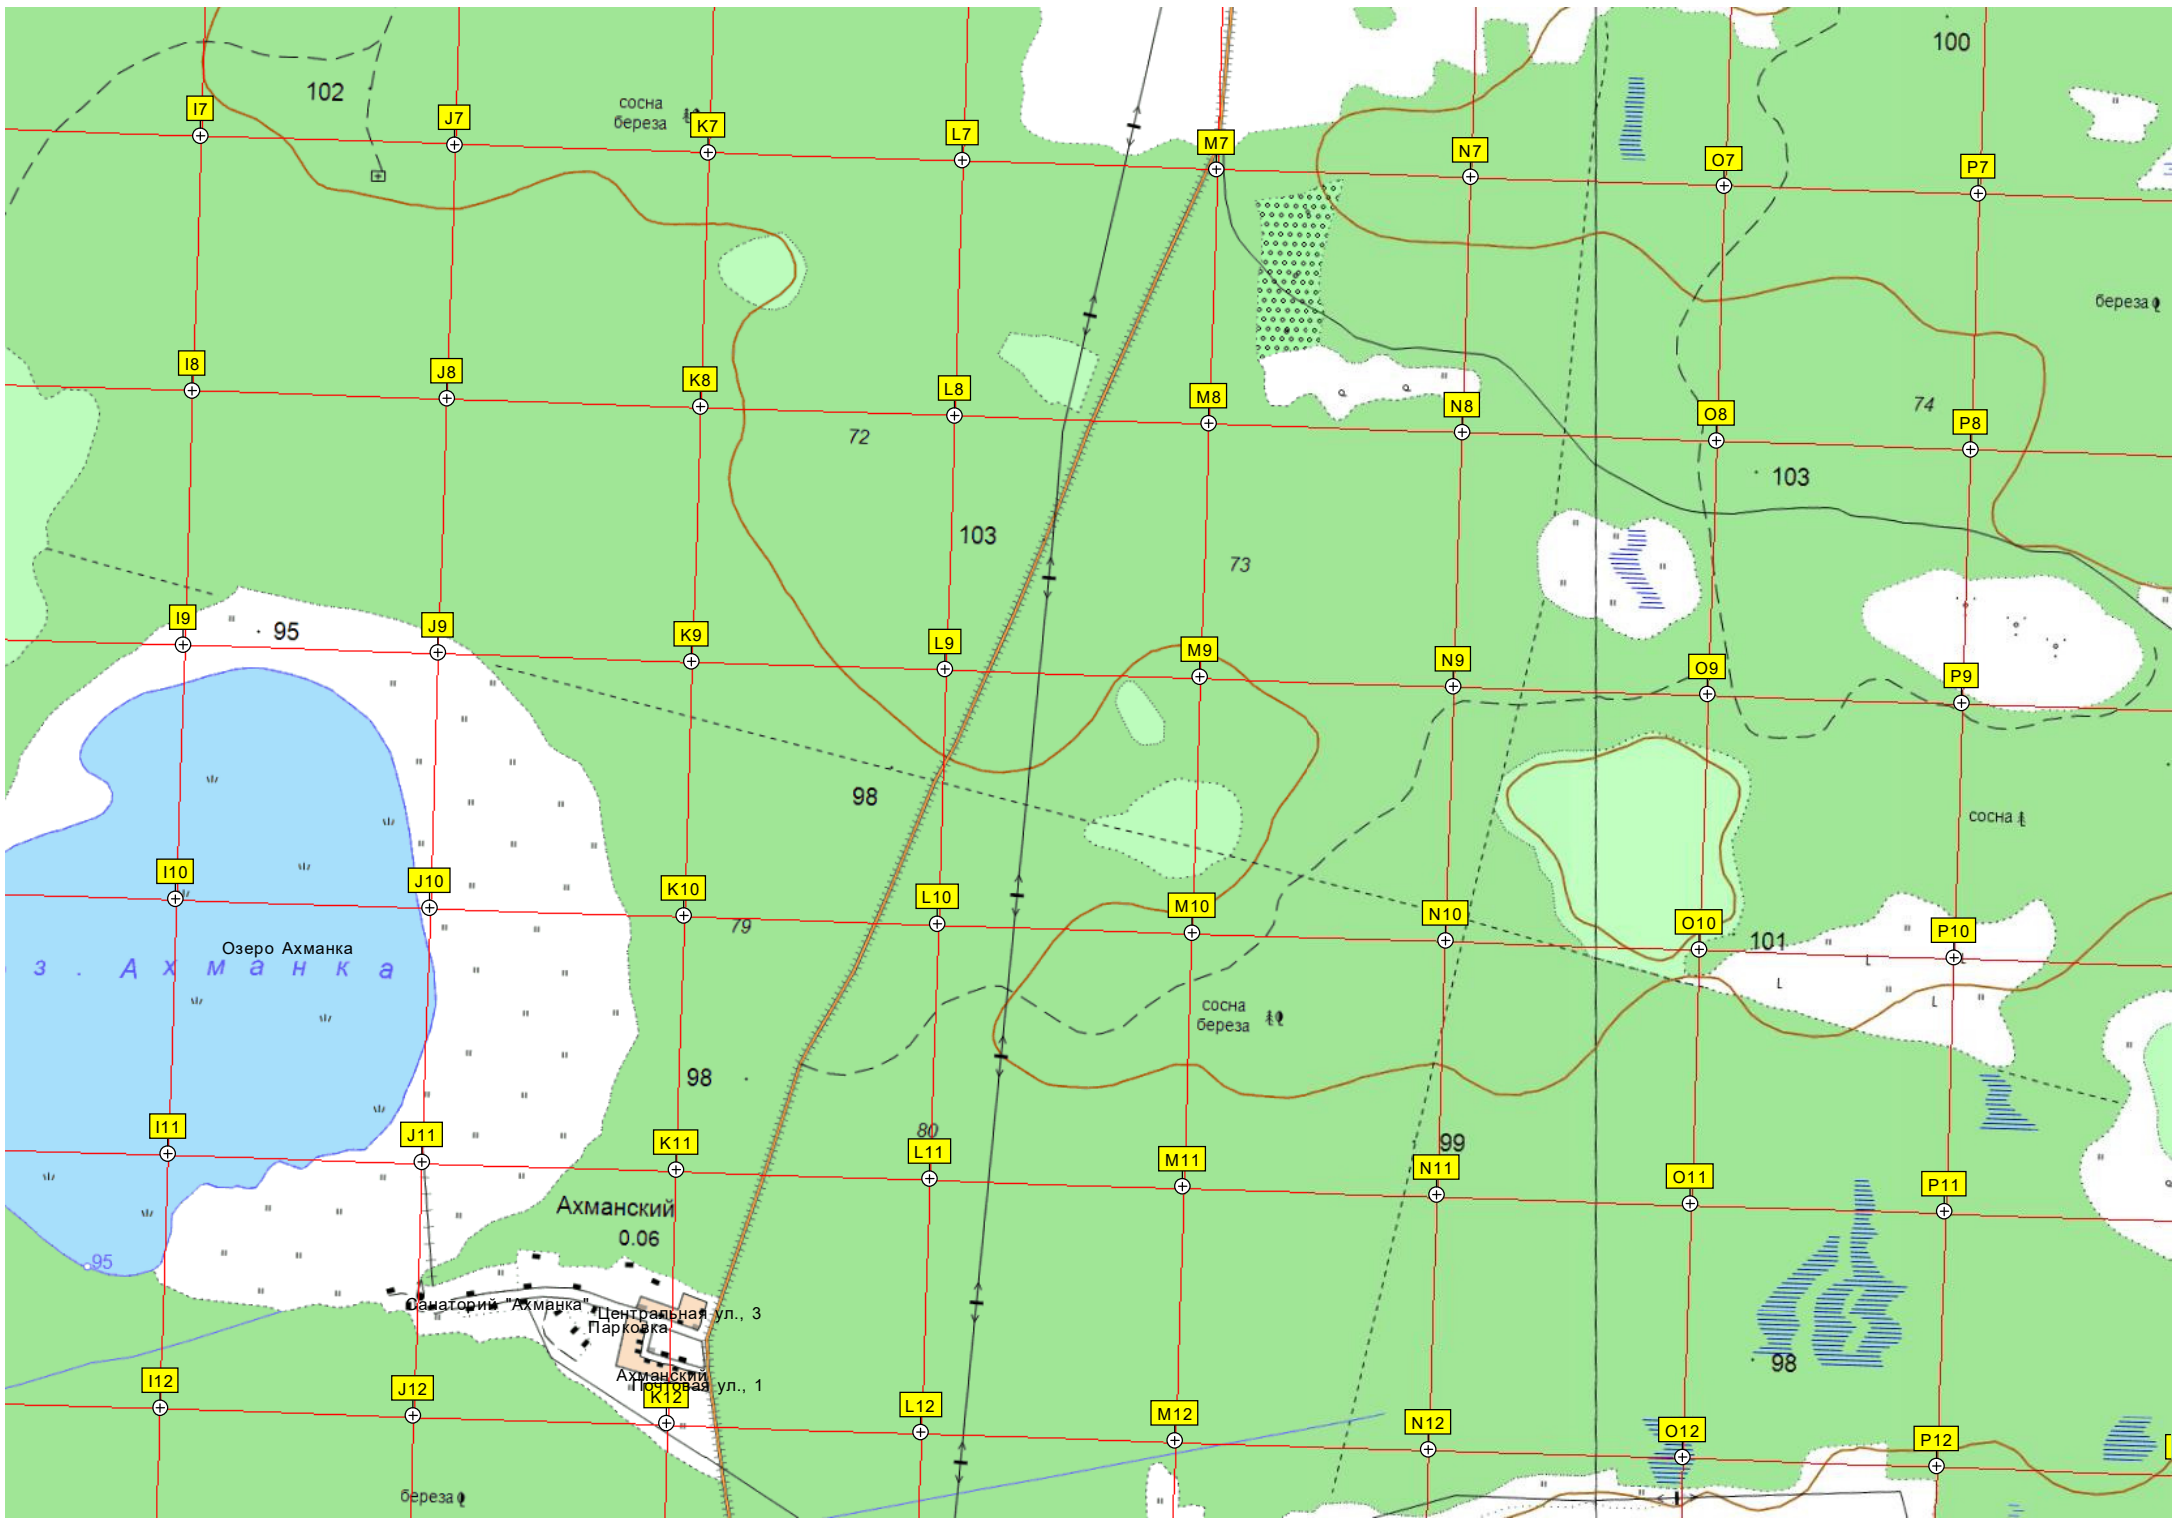 100
102
сосна
береза
I7
J7
K7
L7
M7
N7
O7
P7
береза
I8
J8
K8
L8
M8
N8
O8
P8
72
74
103
103
73
I9
95
J9
K9
L9
M9
N9
O9
P9
98
сосна
I10
J10
K10
L10
M10
N10
O10
P10
79
101
Озеро Ахманка
з. Ахманка
сосна
береза
98
80
99
I11
J11
K11
L11
M11
N11
O11
P11
Ахманский
0.06
95
Санаторий "Ахманка"
Центральная ул., 3
Парковка
98
Ахманский
Почтовая ул., 1
I12
J12
K12
L12
M12
N12
O12
P12
береза